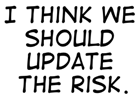 I THINK WE
SHOULD
UPDATE
THE RISK.